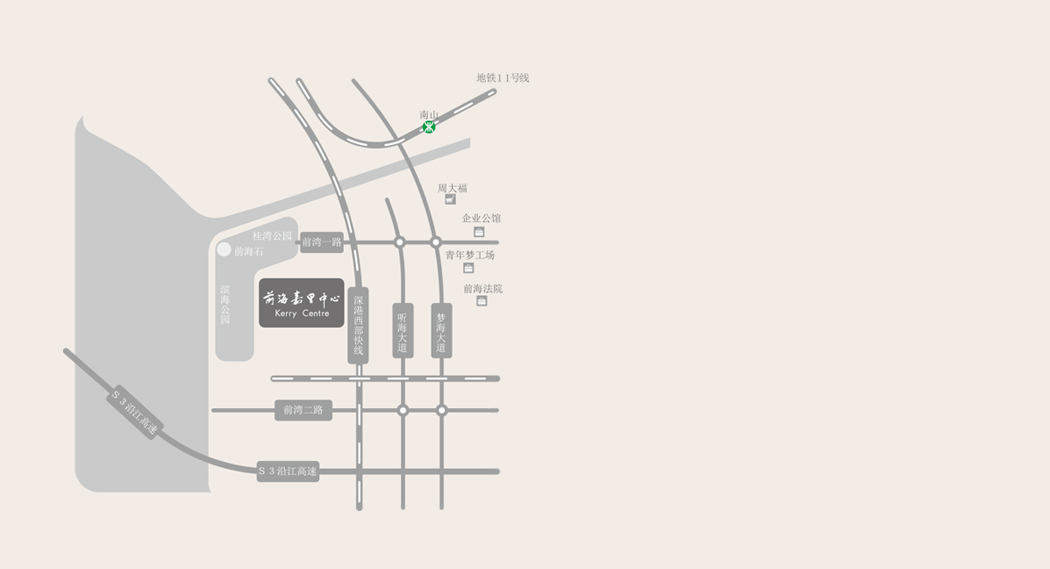 地铁11号线
南山
周大福
企业公馆
桂湾公园
前湾一路
前海石
青年梦工场
前海法院
滨海公园
前海嘉里中心
Kerry Centre
深港西部快线
听海大道
梦海大道
S3沿江高速
前湾二路
S3沿江高速